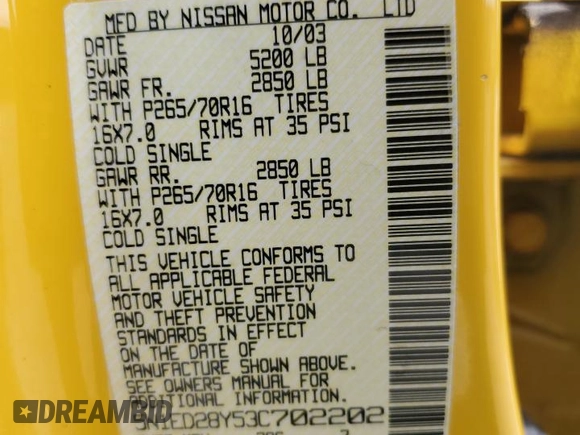 MFD BY NISSAN MOTOR CO. LTD
DATE 10/03
GVWR 5200 LB
GAWR FR. 2850 LB
WITH P265/70R16 TIRES
16X7.0 RIMS AT 35 PSI
COLD SINGLE
GAWR RR. 2850 LB
WITH P265/70R16 TIRES
16X7.0 RIMS AT 35 PSI
COLD SINGLE
THIS VEHICLE CONFORMS TO
ALL APPLICABLE FEDERAL
MOTOR VEHICLE SAFETY
AND THEFT PREVENTION
STANDARDS IN EFFECT
ON THE DATE OF
MANUFACTURE SHOWN ABOVE.
SEE OWNERS MANUAL FOR
ADDITIONAL INFORMATION.
5N1ED28Y53C702202
DREAMBID